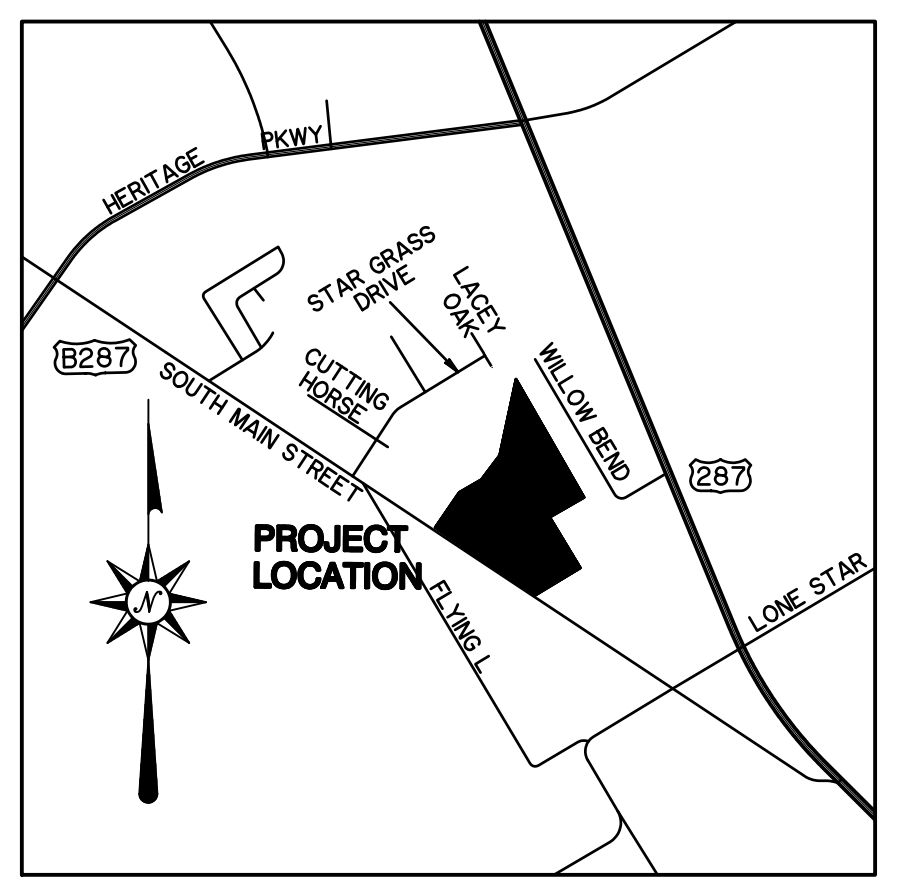 HERITAGE PKWY
STAR GRASS
DRIVE
LACEY
OAK
B287
CUTTING
HORSE
WILLOW BEND
SOUTH MAIN STREET
287
PROJECT
LOCATION
LONE STAR
FLYING L
N